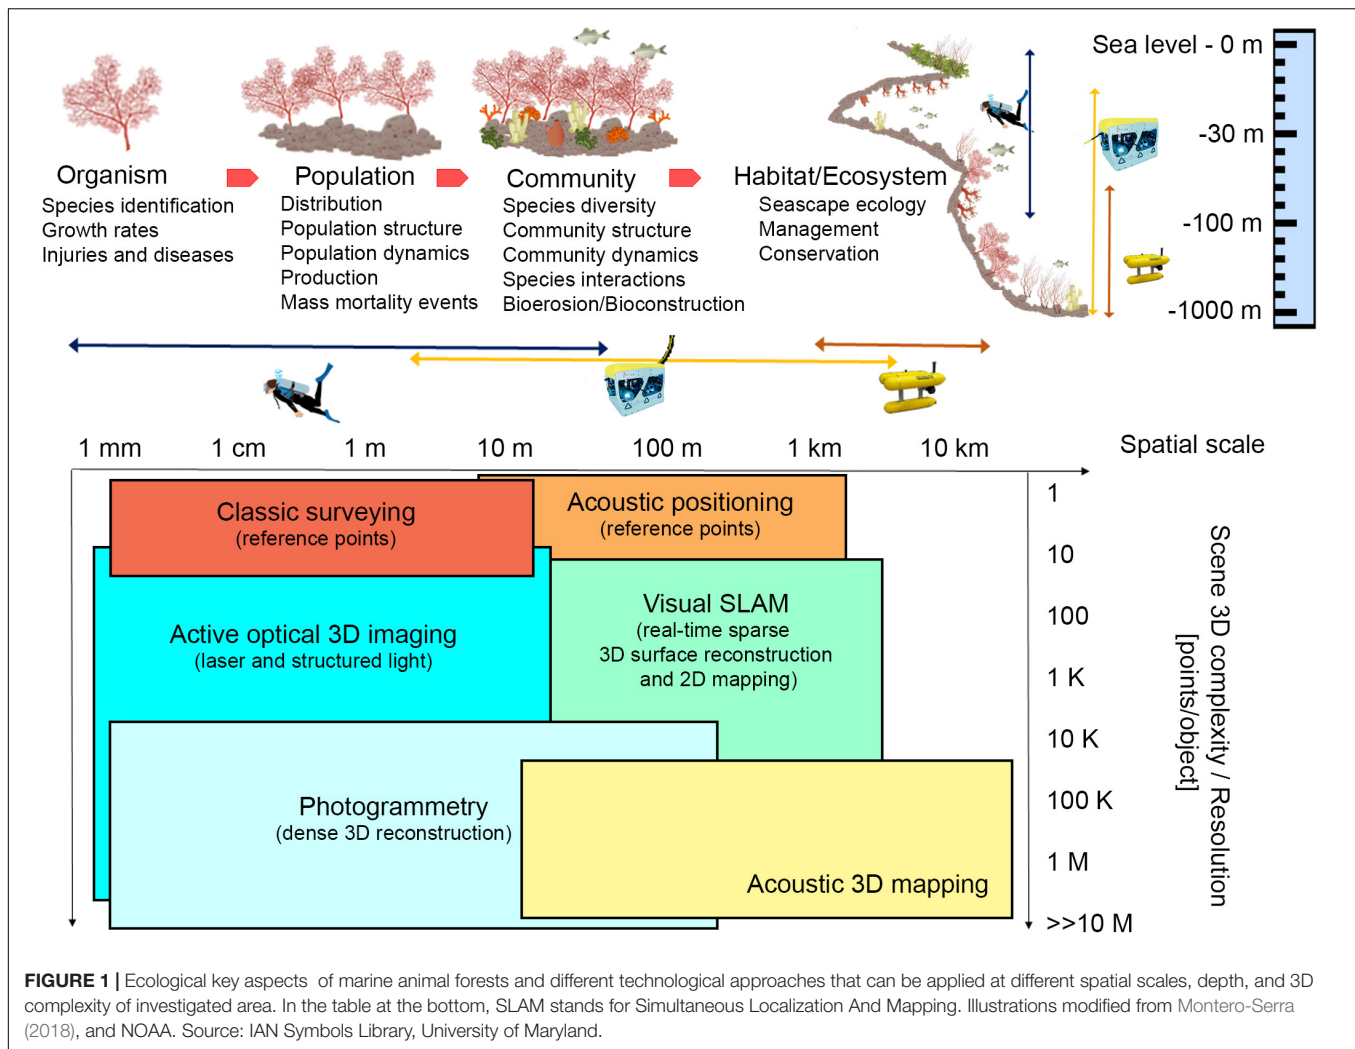 Sea level - 0 m
-30 m
-100 m
-1000 m
Organism
Species identification
Growth rates
Injuries and diseases
Population
Distribution
Population structure
Population dynamics
Production
Mass mortality events
Community
Species diversity
Community structure
Community dynamics
Species interactions
Bioerosion/Bioconstruction
Habitat/Ecosystem
Seascape ecology
Management
Conservation
1 mm 1 cm 1 m 10 m 100 m 1 km 10 km Spatial scale
Classic surveying
(reference points)
Acoustic positioning
(reference points)
Active optical 3D imaging
(laser and structured light)
Visual SLAM
(real-time sparse
3D surface reconstruction
and 2D mapping)
Photogrammetry
(dense 3D reconstruction)
Acoustic 3D mapping
1
10
100
1 K
10 K
100 K
1 M
>>10 M
Scene 3D complexity / Resolution
[points/object]
FIGURE 1 | Ecological key aspects of marine animal forests and different technological approaches that can be applied at different spatial scales, depth, and 3D
complexity of investigated area. In the table at the bottom, SLAM stands for Simultaneous Localization And Mapping. Illustrations modified from Montero-Serra
(2018), and NOAA. Source: IAN Symbols Library, University of Maryland.